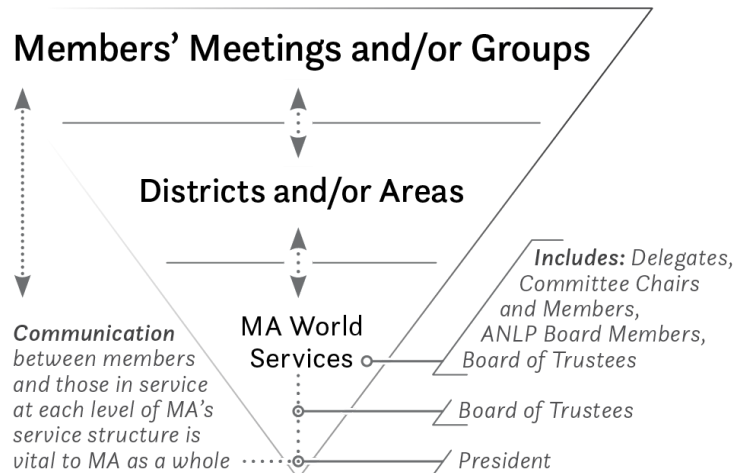 Members’ Meetings and/or Groups
Districts and/or Areas
MA World
Services
Includes: Delegates,
Committee Chairs
and Members,
ANLP Board Members,
Board of Trustees
Board of Trustees
President
Communication
between members
and those in service
at each level of MA’s
service structure is
vital to MA as a whole